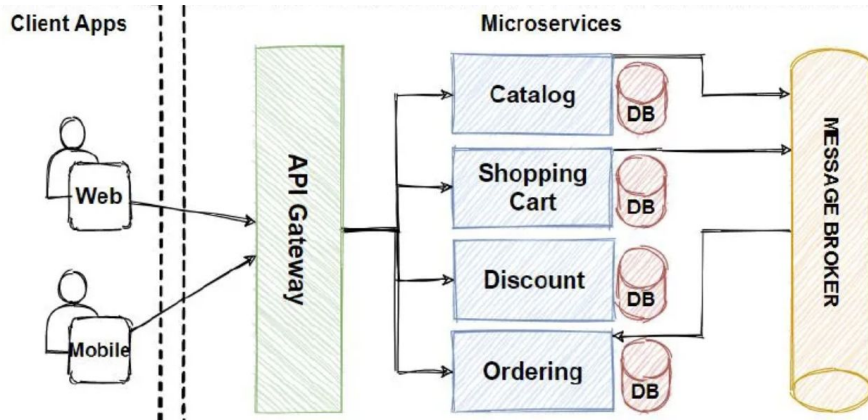 Client Apps
Microservices
Web
Mobile
API Gateway
Catalog
DB
Shopping
Cart
DB
Discount
DB
Ordering
DB
MESSAGE BROKER